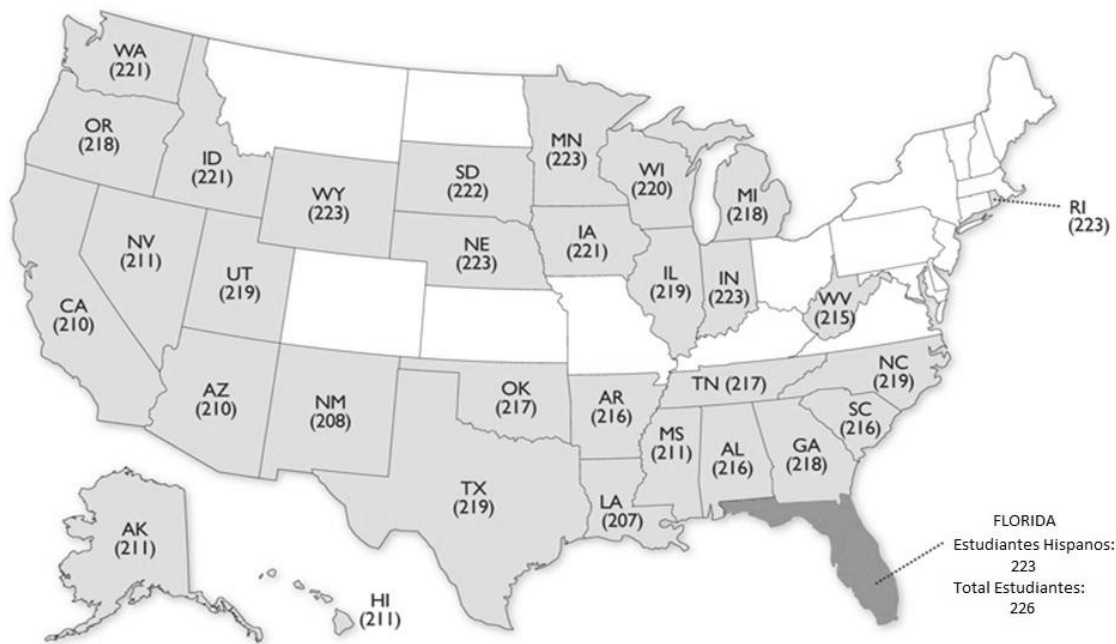 WA
(221)
OR
(218)
ID
(221)
WY
(223)
SD
(222)
MN
(223)
WI
(220)
MI
(218)
RI
(223)
NV
(211)
UT
(219)
NE
(223)
IA
(221)
IL
(219)
IN
(223)
WV
(215)
CA
(210)
AZ
(210)
NM
(208)
OK
(217)
AR
(216)
TN (217)
NC
(219)
SC
(216)
MS
(211)
AL
(216)
GA
(218)
TX
(219)
LA
(207)
AK
(211)
HI
(211)
FLORIDA
Estudiantes Hispanos:
223
Total Estudiantes:
226